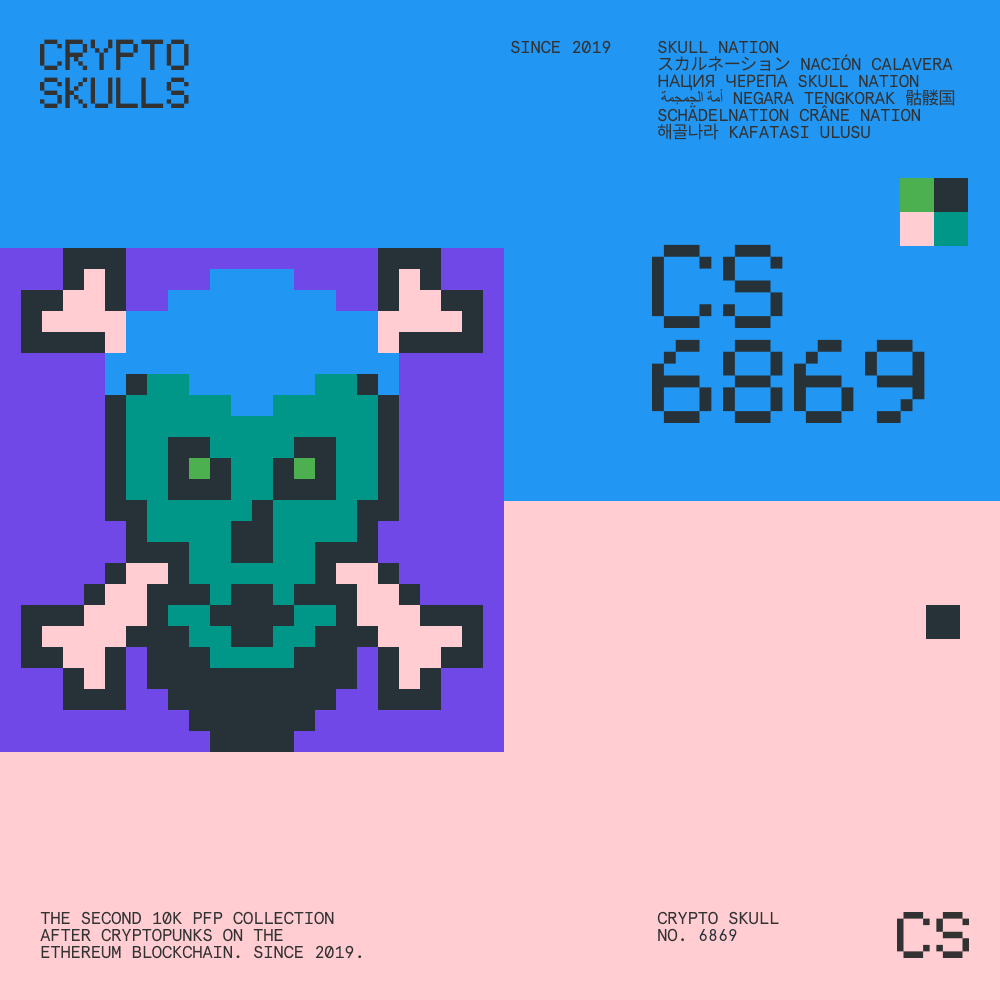 CRYPTO
SKULLS
SINCE 2019
SKULL NATION
スカルネーション NACIÓN CALAVERA
НАЦИЯ ЧЕРЕПА SKULL NATION
أمة الجمجمة NEGARA TENGKORAK 骷髅国
SCHÄDELNATION CRÂNE NATION
해골나라 KAFATASI ULUSU
CS
6869
THE SECOND 10K PFP COLLECTION
AFTER CRYPTOPUNKS ON THE
ETHEREUM BLOCKCHAIN. SINCE 2019.
CRYPTO SKULL
NO. 6869
CS